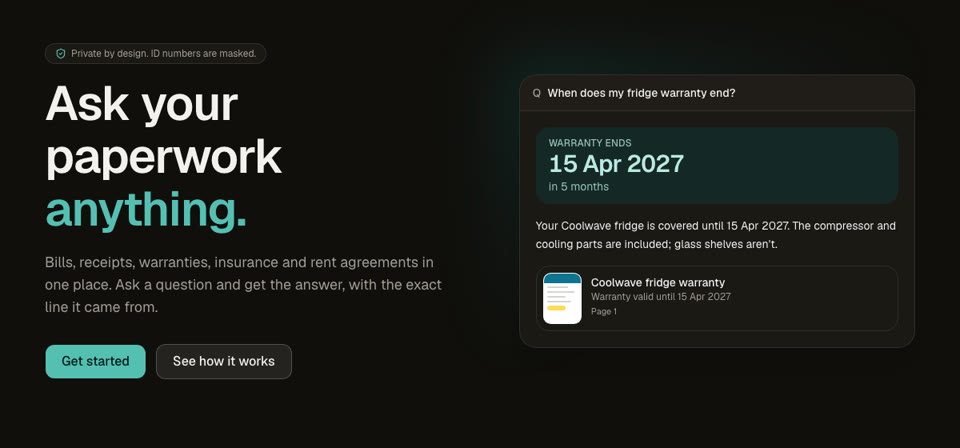 Private by design. ID numbers are masked.
Ask your
paperwork
anything.
Bills, receipts, warranties, insurance and rent agreements in
one place. Ask a question and get the answer, with the exact
line it came from.
Get started
See how it works
Q When does my fridge warranty end?
WARRANTY ENDS
15 Apr 2027
in 5 months
Your Coolwave fridge is covered until 15 Apr 2027. The compressor and
cooling parts are included; glass shelves aren't.
Coolwave fridge warranty
Warranty valid until 15 Apr 2027
Page 1